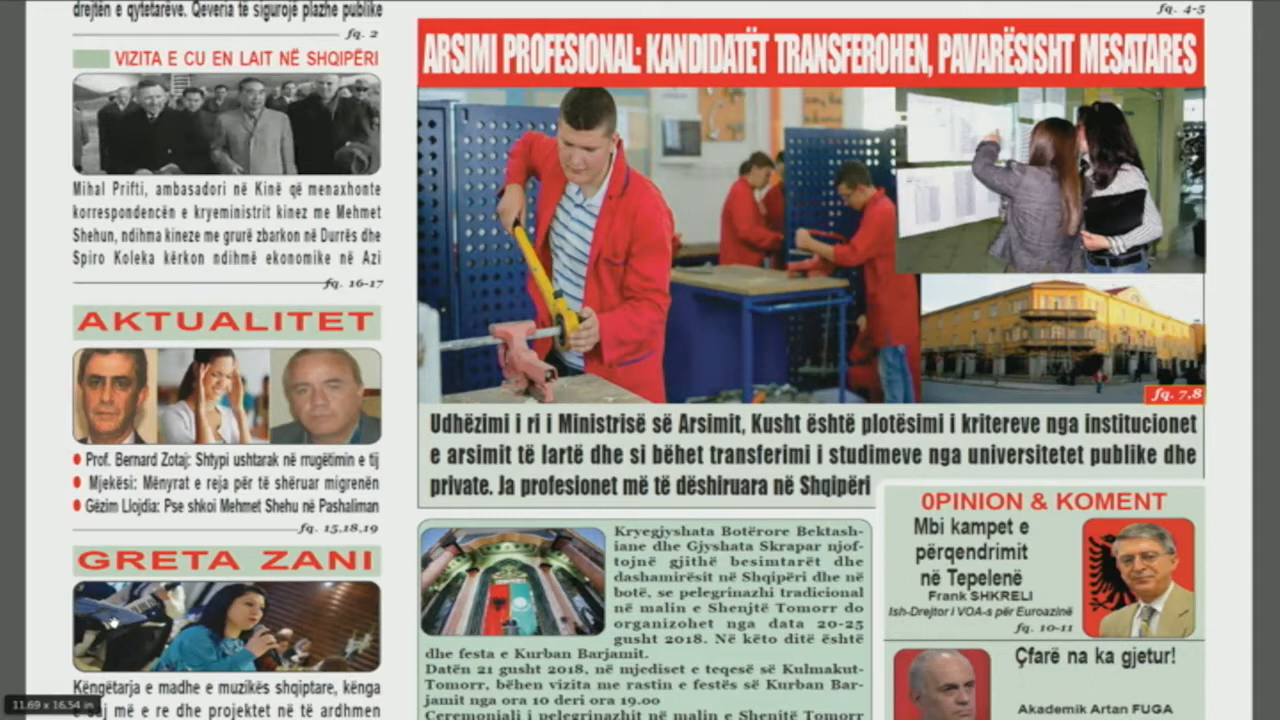 drejtën e qytetarëve. Qeveria të sigurojë plazhe publike
fq. 2
VIZITA E CU EN LAIT NË SHQIPËRI
Mihal Prifti, ambasadori në Kinë që menaxhonte
korrespondencën e kryeministrit kinez me Mehmet
Shehun, ndihma kineze me grurë zbarkon në Durrës dhe
Spiro Koleka kërkon ndihmë ekonomike në Azi
fq. 16-17
AKTUALITET
Prof. Bernard Zotaj: Shtypi ushtarak në rrugëtimin e tij
Mjekësi: Mënyrat e reja për të shëruar migrenën
Gëzim Llojdia: Pse shkoi Mehmet Shehu në Pashaliman
fq. 15,18,19
GRETA ZANI
Këngëtarja e madhe e muzikës shqiptare, kënga
e saj më e re dhe projektet në të ardhmen
11.69 x 16.54 in
fq. 4-5
ARSIMI PROFESIONAL: KANDIDATËT TRANSFEROHEN, PAVARËSISHT MESATARES
fq. 7,8
Udhëzimi i ri i Ministrisë së Arsimit, Kusht është plotësimi i kritereve nga institucionet
e arsimit të lartë dhe si bëhet transferimi i studimeve nga universitetet publike dhe
private. Ja profesionet më të dëshiruara në Shqipëri
Kryegjyshata Botërore Bektash-
iane dhe Gjyshata Skrapar njof-
tojnë gjithë besimtarët dhe
dashamirësit në Shqipëri dhe në
botë, se pelegrinazhi tradicional
në malin e Shenjtë Tomorr do
organizohet nga data 20-25
gusht 2018. Në këto ditë është
dhe festa e Kurban Barjamit.
Datën 21 gusht 2018, në mjediset e teqesë së Kulmakut-
Tomorr, bëhen vizita me rastin e festës së Kurban Bar-
jamit nga ora 10 deri ora 19.00
Ceremoniali i pelegrinazhit në malin e Shenjtë Tomorr
0PINION & KOMENT
Mbi kampet e
përqendrimit
në Tepelenë
Frank SHKRELI
Ish-Drejtor i VOA-s për Euroazinë
fq. 10-11
Çfarë na ka gjetur!
Akademik Artan FUGA